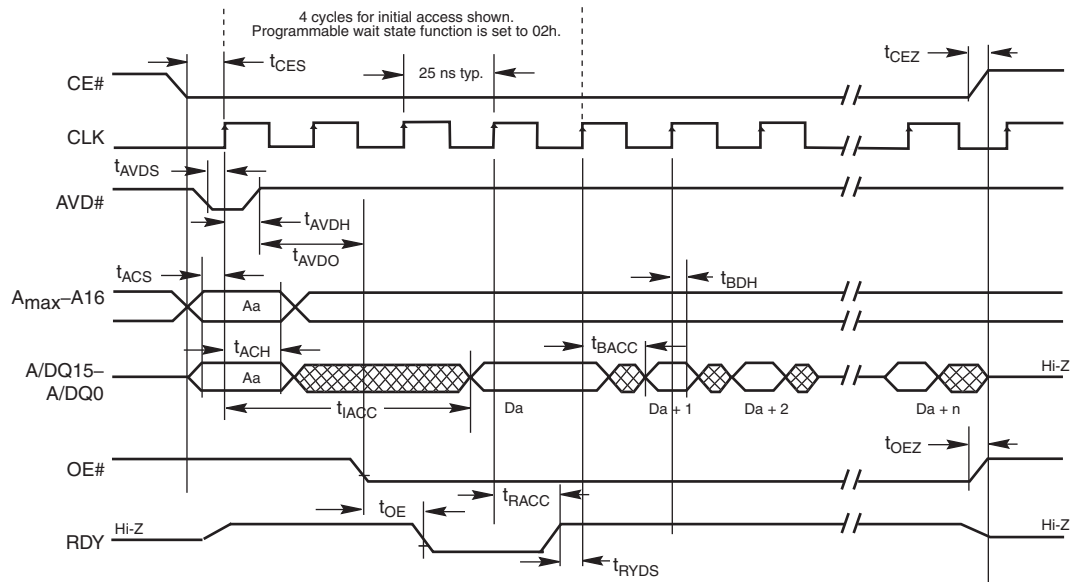 4 cycles for initial access shown.
Programmable wait state function is set to 02h.
tCES
25 ns typ.
tCEZ
CE#
CLK
tAVDS
AVD#
tAVDH
tAVDO
tACS
tBDH
Amax–A16
Aa
tACH
tBACC
A/DQ15–
A/DQ0
Aa
Hi-Z
tIACC
Da
Da + 1
Da + 2
Da + n
tOEZ
OE#
tOE
tRACC
RDY
Hi-Z
Hi-Z
tRYDS